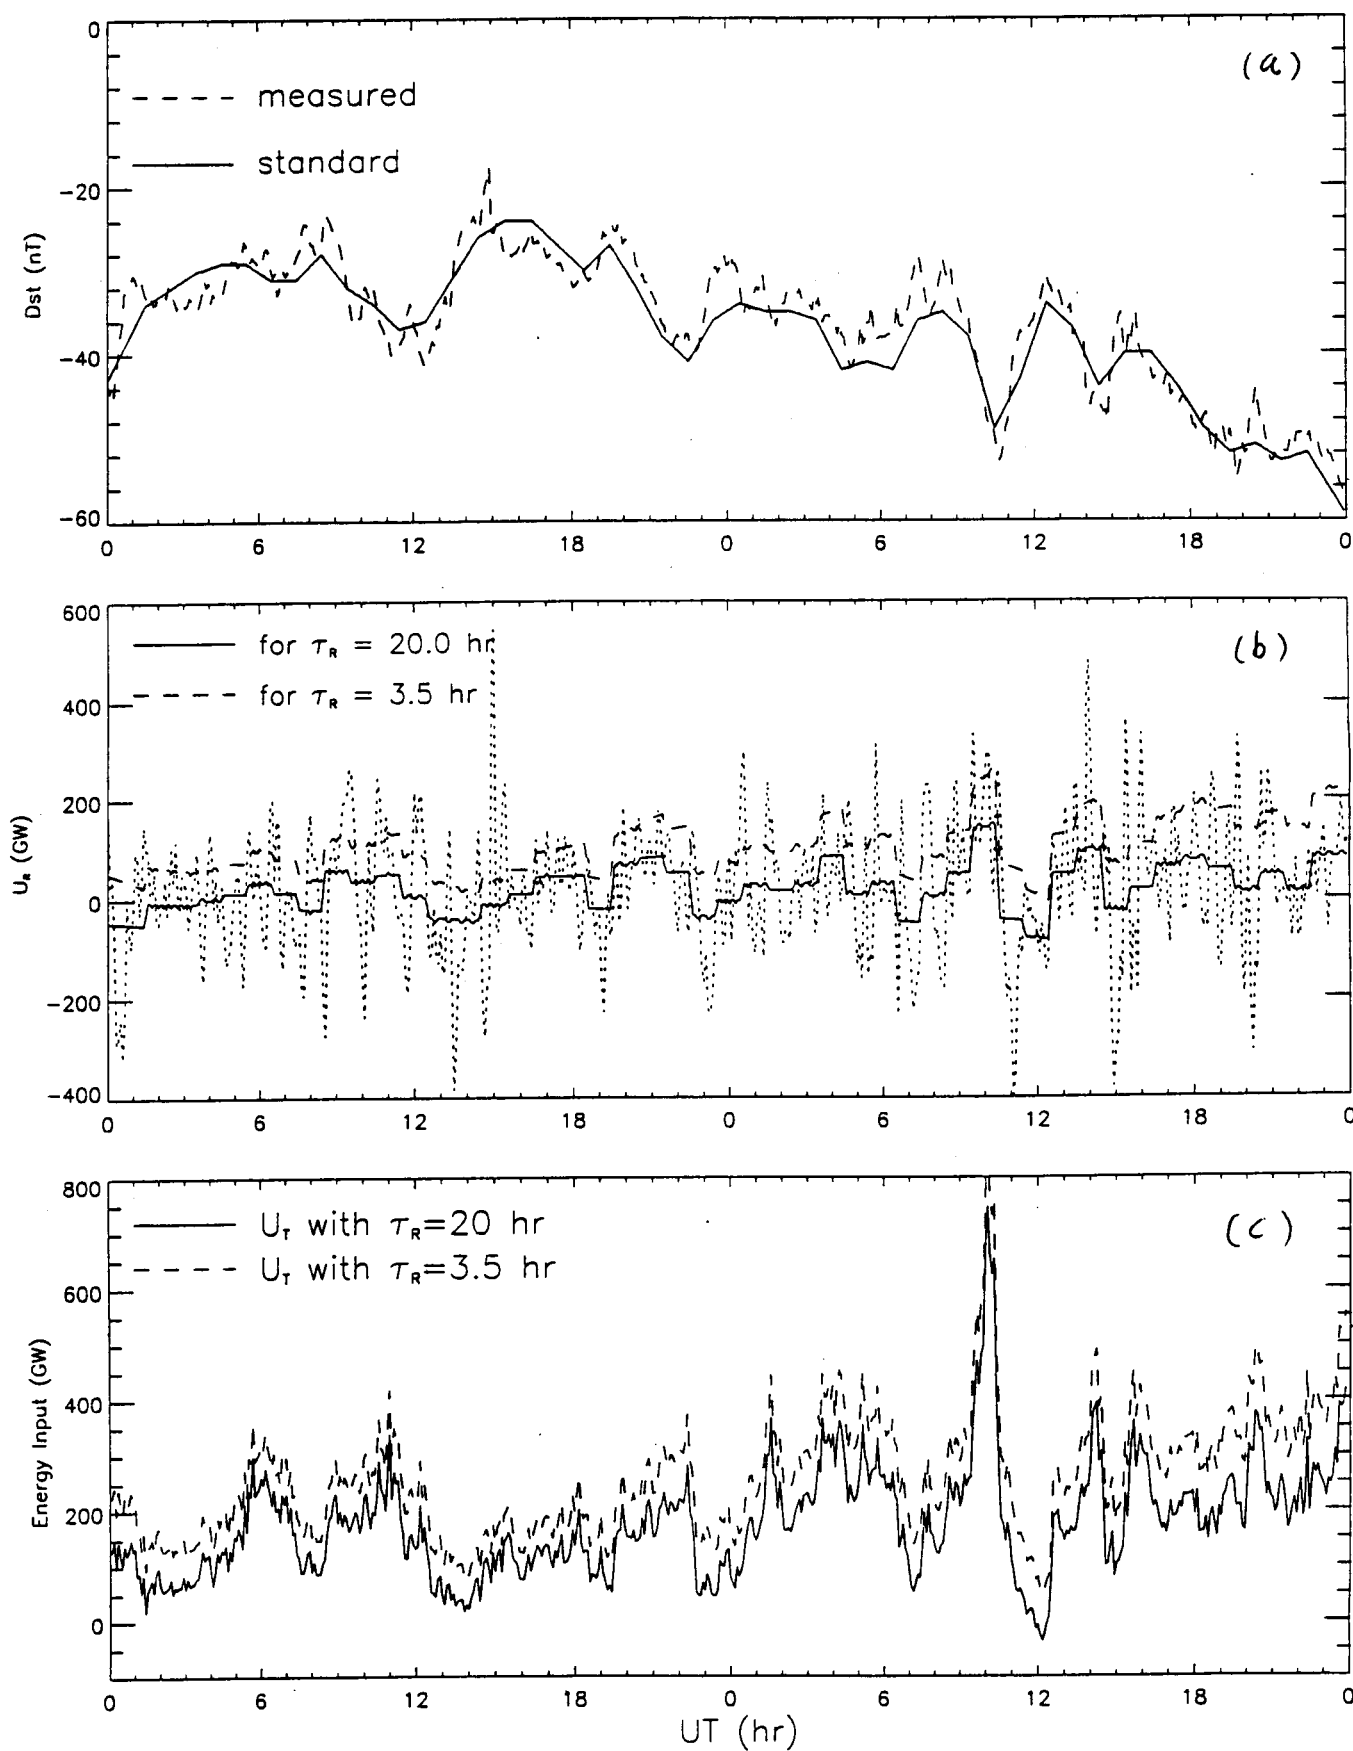 (a)
measured
standard
Dst (nT)
0
-20
-40
-60
0 6 12 18 0 6 12 18 0
(b)
for τR = 20.0 hr
for τR = 3.5 hr
UR (GW)
600
400
200
0
-200
-400
0 6 12 18 0 6 12 18 0
(c)
UT with τR=20 hr
UT with τR=3.5 hr
Energy Input (GW)
800
600
400
200
0
0 6 12 18 0 6 12 18 0
UT (hr)